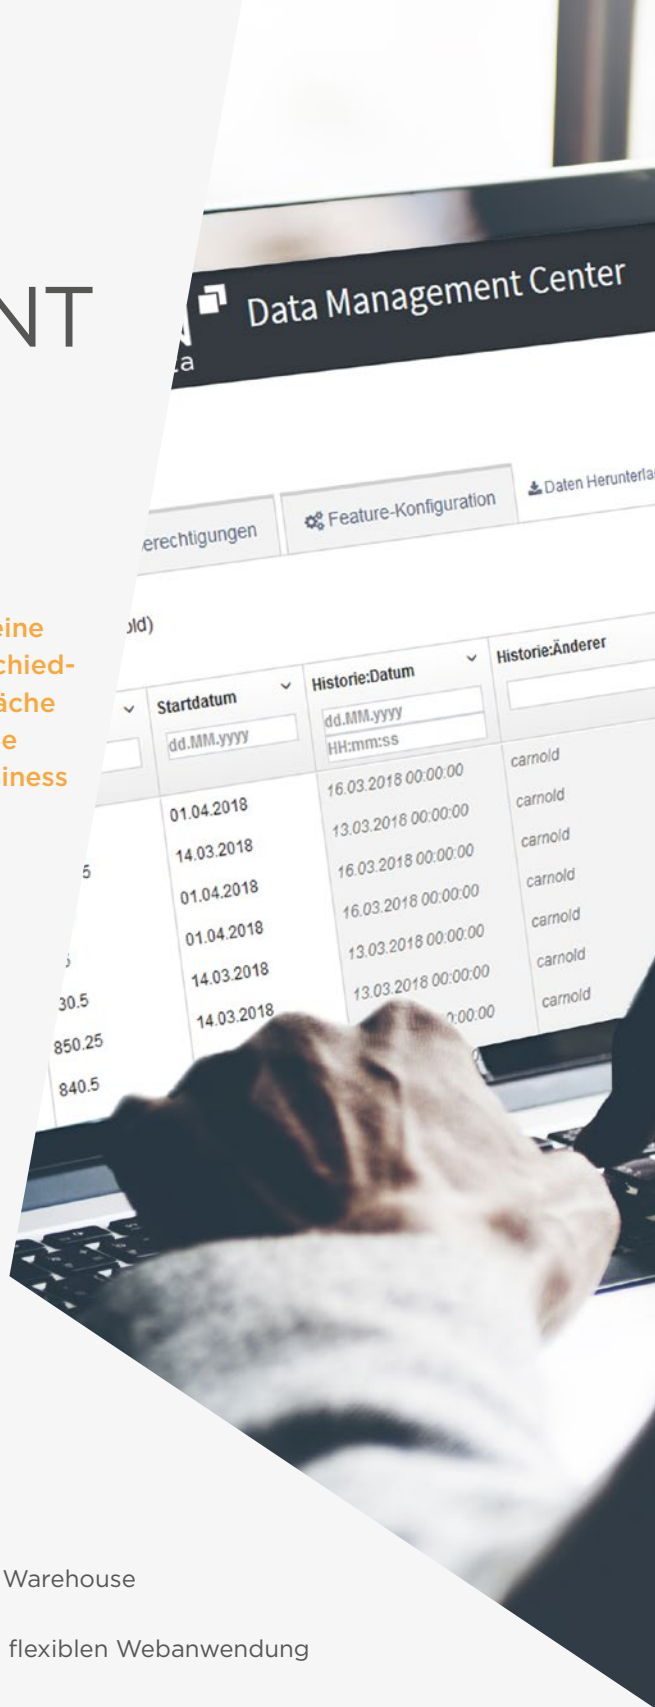 NT
Data Management Center
ta
erechtigungen
Feature-Konfiguration
Daten Herunterla
old)
eine
chied-
äche
e
iness
Startdatum
Historie:Datum
Historie:Änderer
dd.MM.yyyy
dd.MM.yyyy
HH:mm:ss
01.04.2018 16.03.2018 00:00:00 carnold
5 14.03.2018 13.03.2018 00:00:00 carnold
01.04.2018 16.03.2018 00:00:00 carnold
01.04.2018 16.03.2018 00:00:00 carnold
30.5 14.03.2018 13.03.2018 00:00:00 carnold
850.25 14.03.2018 13.03.2018 00:00:00 carnold
840.5 0:00:00 carnold
Warehouse
flexiblen Webanwendung